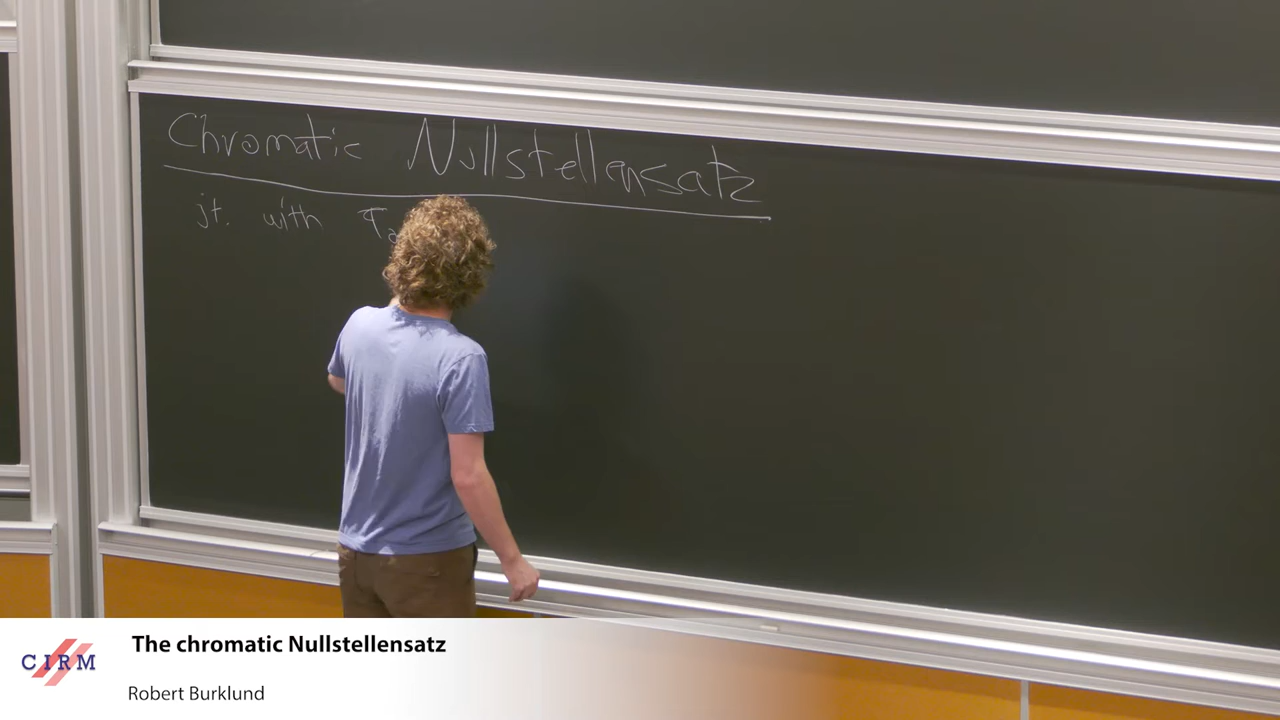 Chromatic Nullstellensatz
jt. with
CIRM
The chromatic Nullstellensatz
Robert Burklund